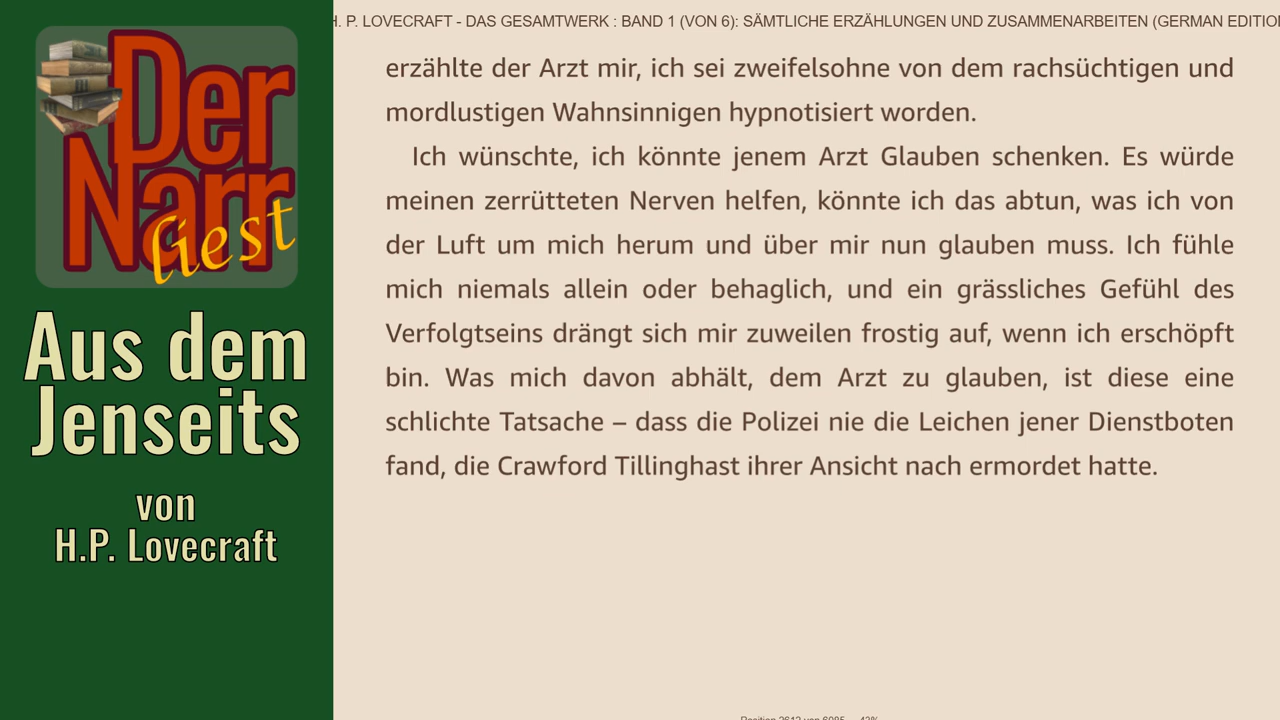 Der
Narr
liest
Aus dem
Jenseits
von
H.P. Lovecraft
H. P. LOVECRAFT - DAS GESAMTWERK : BAND 1 (VON 6): SÄMTLICHE ERZÄHLUNGEN UND ZUSAMMENARBEITEN (GERMAN EDITION
erzählte der Arzt mir, ich sei zweifelsohne von dem rachsüchtigen und
mordlustigen Wahnsinnigen hypnotisiert worden.
Ich wünschte, ich könnte jenem Arzt Glauben schenken. Es würde
meinen zerrütteten Nerven helfen, könnte ich das abtun, was ich von
der Luft um mich herum und über mir nun glauben muss. Ich fühle
mich niemals allein oder behaglich, und ein grässliches Gefühl des
Verfolgtseins drängt sich mir zuweilen frostig auf, wenn ich erschöpft
bin. Was mich davon abhält, dem Arzt zu glauben, ist diese eine
schlichte Tatsache – dass die Polizei nie die Leichen jener Dienstboten
fand, die Crawford Tillinghast ihrer Ansicht nach ermordet hatte.